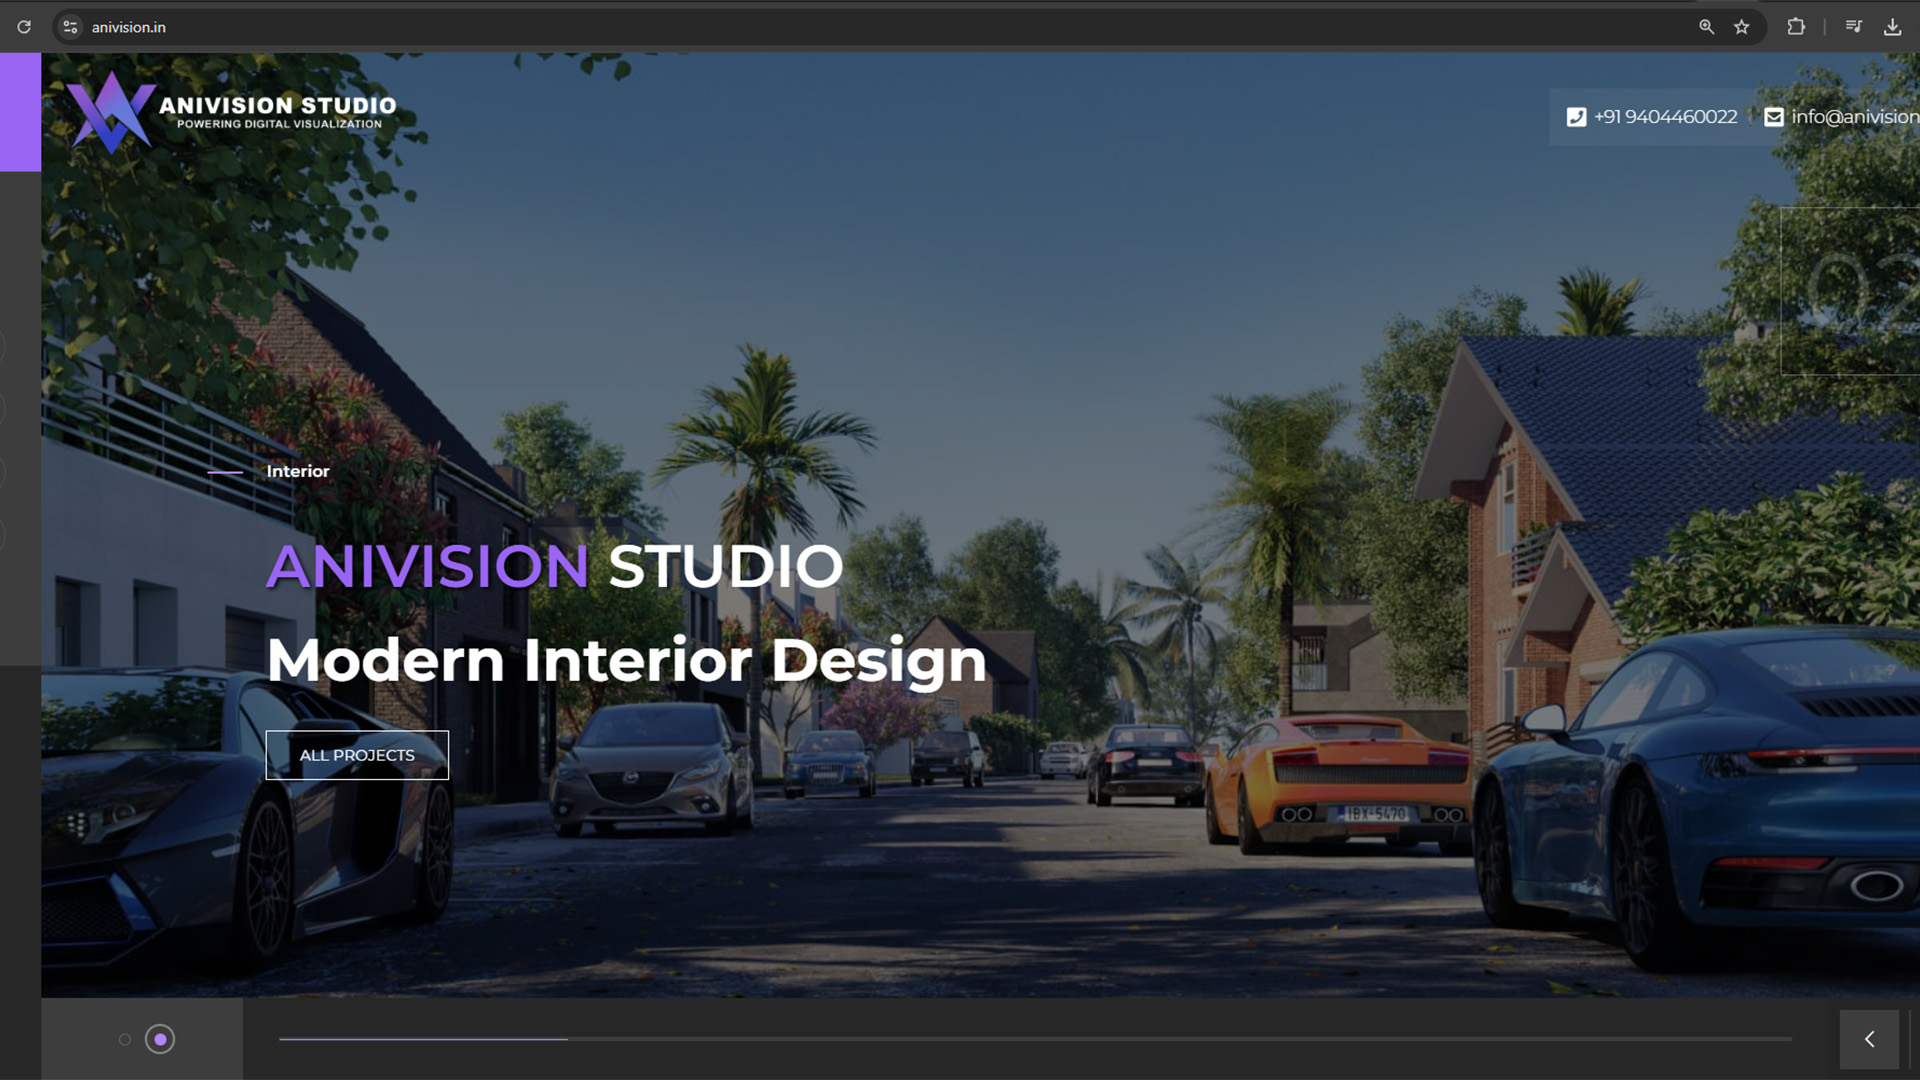 anivision.in
ANIVISION STUDIO
POWERING DIGITAL VISUALIZATION
+91 9404460022
info@anivision
02
Interior
ANIVISION STUDIO
Modern Interior Design
ALL PROJECTS
IBX-5470